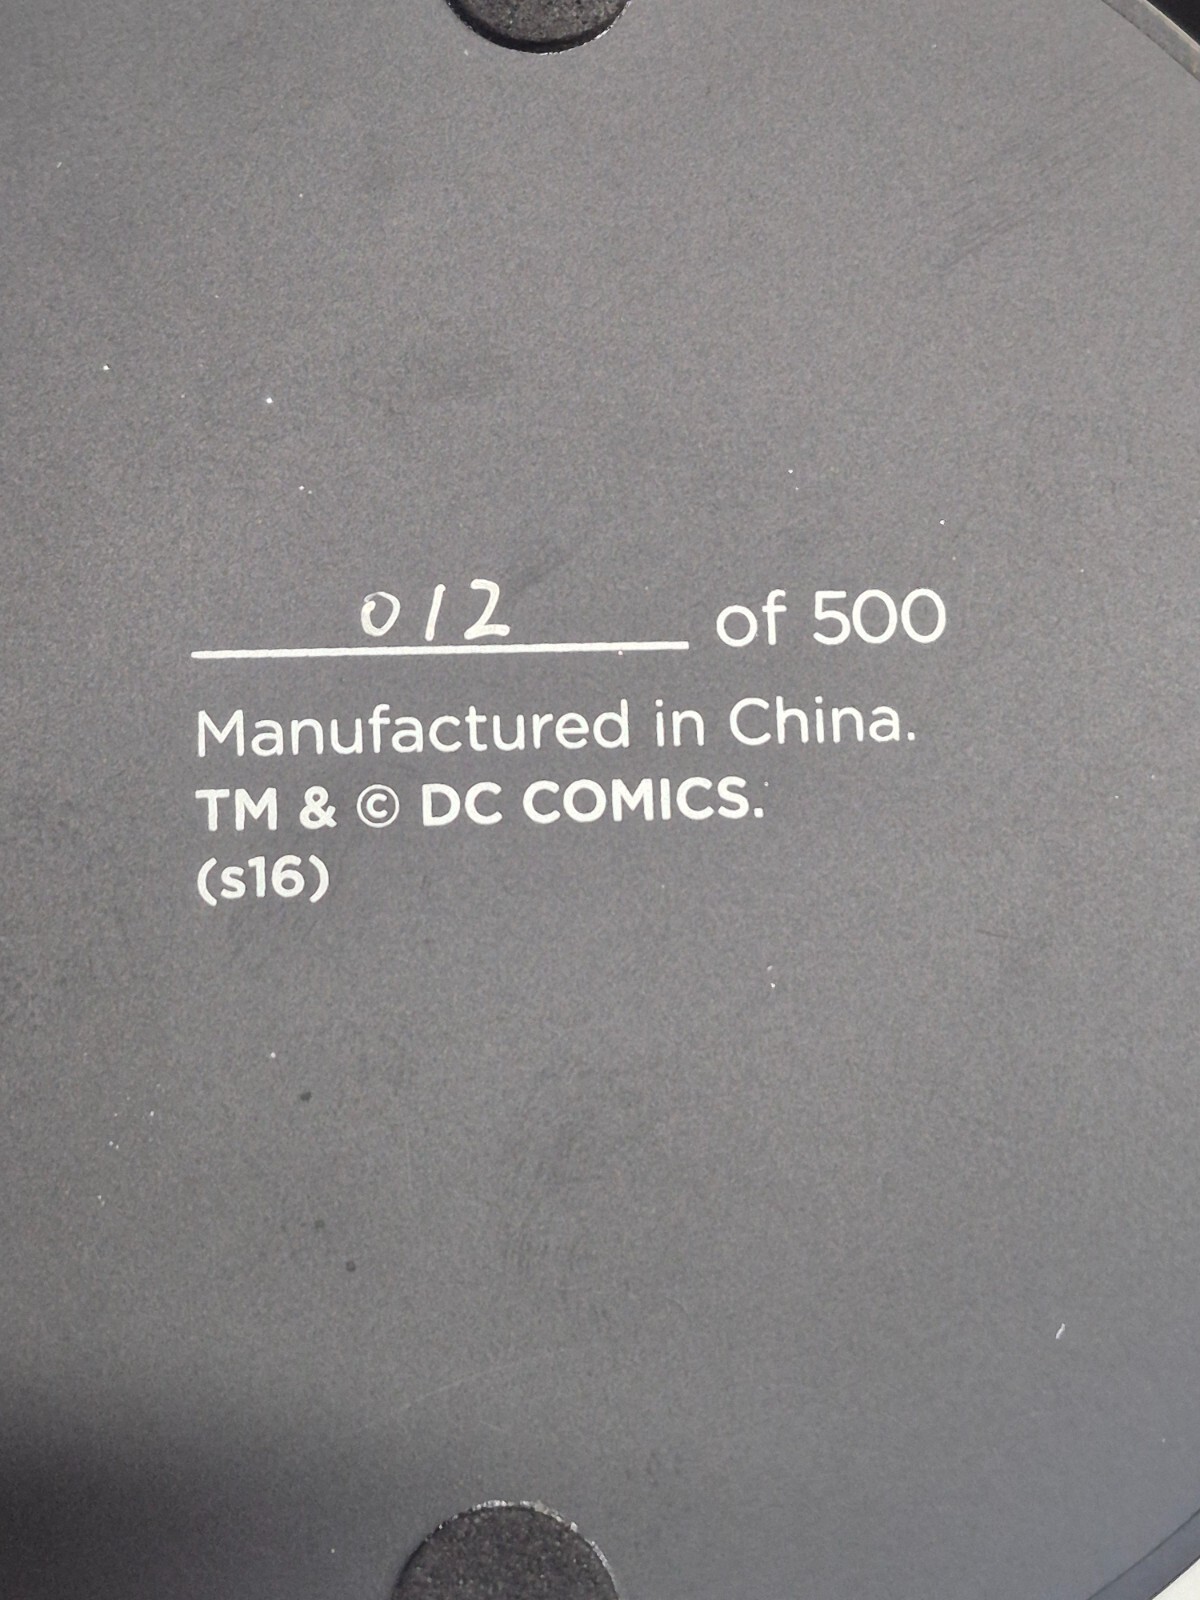 012 of 500
Manufactured in China.
TM & © DC COMICS.
(s16)